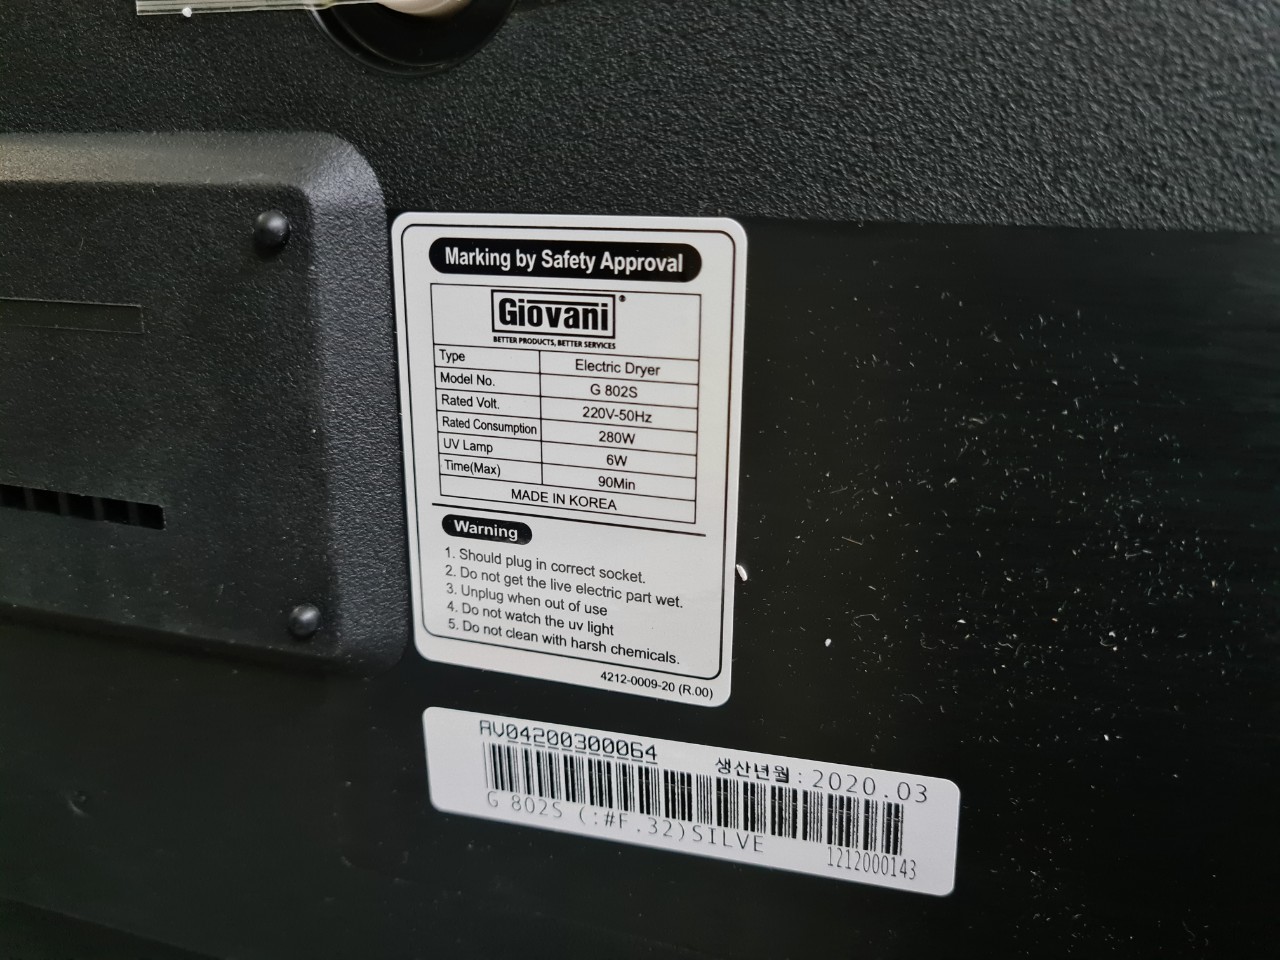 Marking by Safety Approval
Giovani®
BETTER PRODUCTS, BETTER SERVICES
Type Electric Dryer
Model No. G 802S
Rated Volt. 220V-50Hz
Rated Consumption 280W
UV Lamp 6W
Time(Max) 90Min
MADE IN KOREA
Warning
1. Should plug in correct socket.
2. Do not get the live electric part wet.
3. Unplug when out of use
4. Do not watch the uv light
5. Do not clean with harsh chemicals.
4212-0009-20 (R.00)
AV04200300064 생산년월 : 2020.03
G 802S (:#F.32)SILVE 1212000143